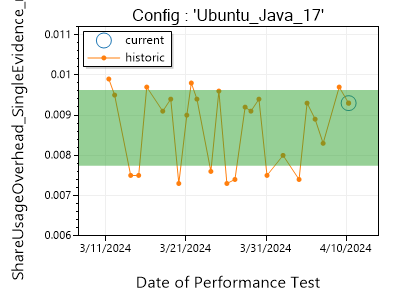 Config : 'Ubuntu_Java_17'
current
historic
0.011
0.01
0.009
0.008
0.007
0.006
ShareUsageOverhead_SingleEvidence_
3/11/2024 3/21/2024 3/31/2024 4/10/2024
Date of Performance Test